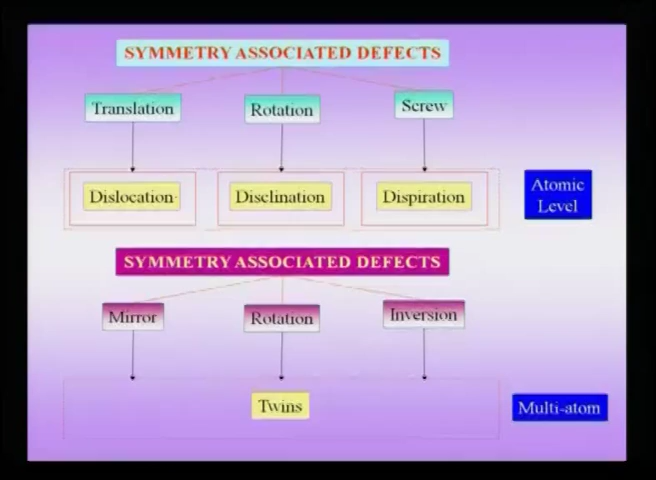 SYMMETRY ASSOCIATED DEFECTS
Translation
Rotation
Screw
Dislocation
Disclination
Dispiration
Atomic
Level
SYMMETRY ASSOCIATED DEFECTS
Mirror
Rotation
Inversion
Twins
Multi-atom